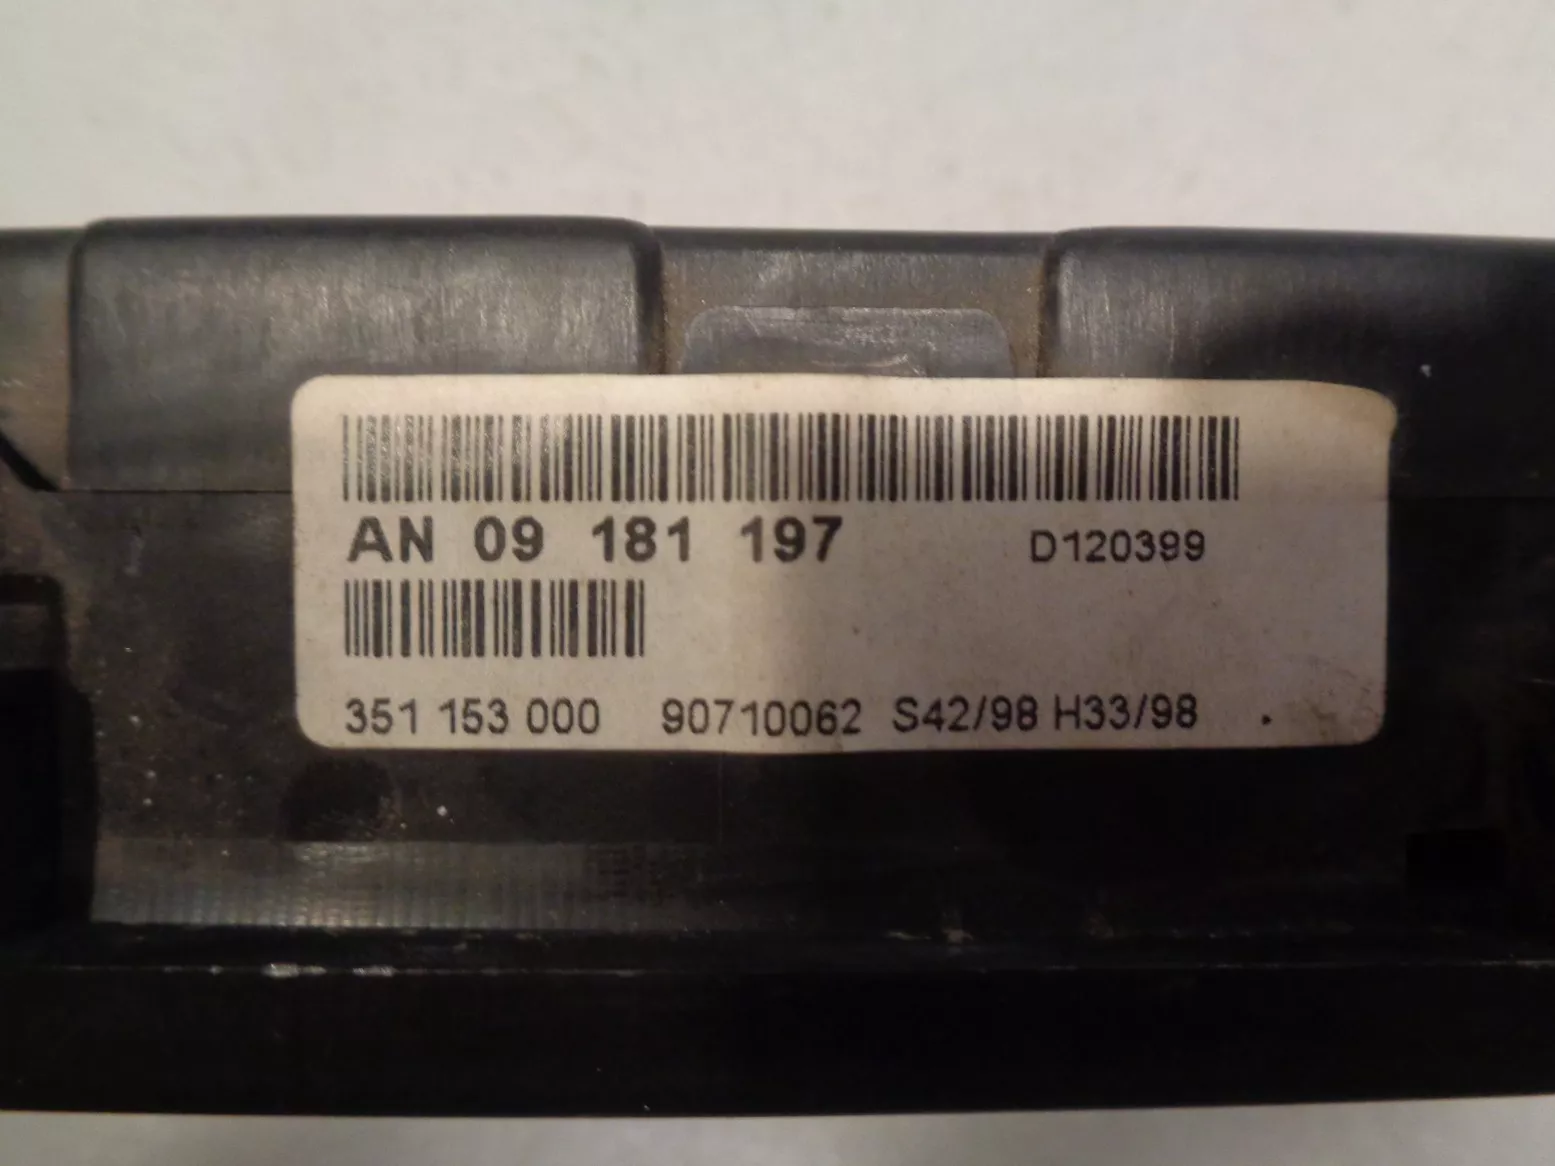 AN 09 181 197 D120399
351 153 000 90710062 S42/98 H33/98 .